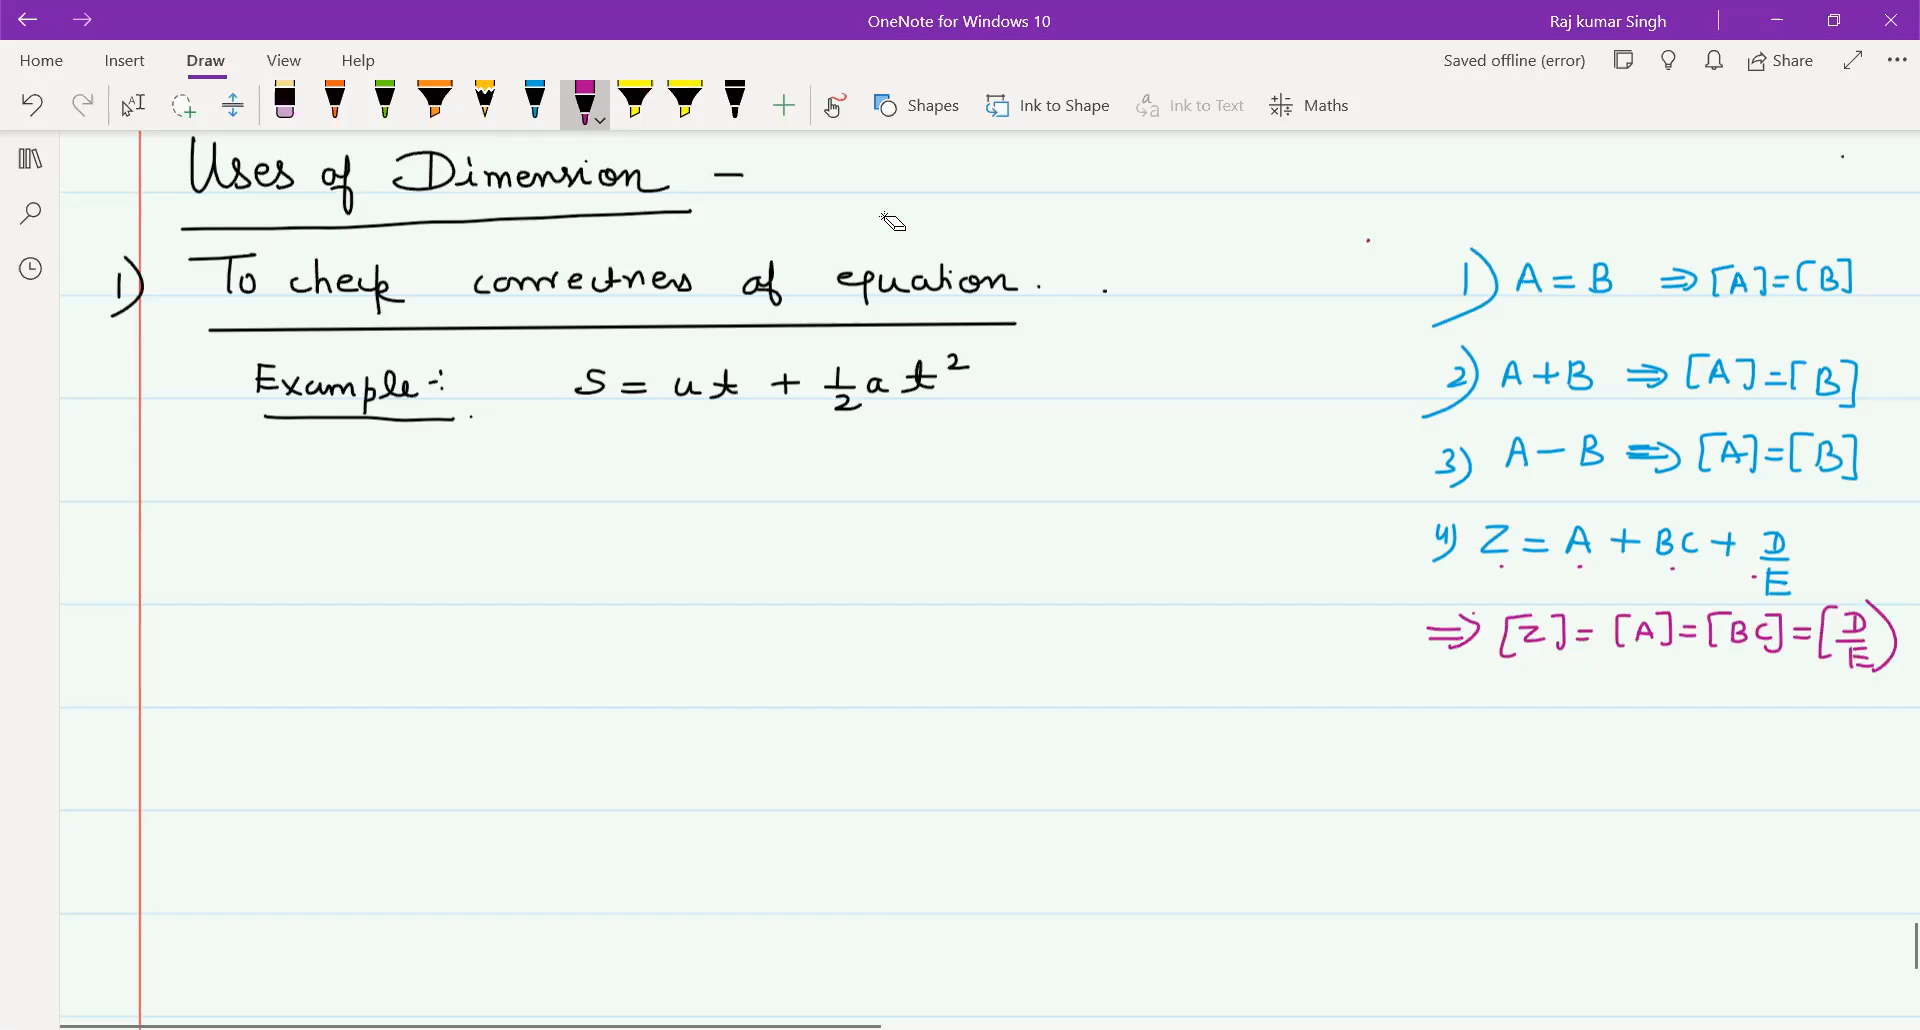 OneNote for Windows 10
Raj kumar Singh
Home Insert Draw View Help
Saved offline (error) Share
Shapes Ink to Shape Ink to Text Maths
Uses of Dimension -
1) To check correctness of equation.
Example:- S = ut + 1/2 at²
1) A = B ⇒ [A] = [B]
2) A + B ⇒ [A] = [B]
3) A - B ⇒ [A] = [B]
4) Z = A + BC + D/E
⇒ [Z] = [A] = [BC] = [D/E)